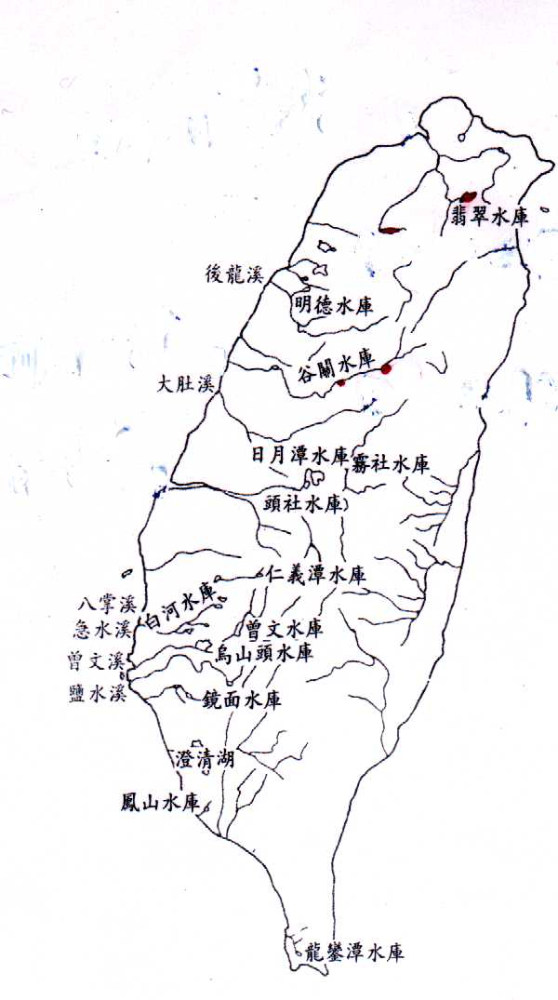 翡翠水庫
後龍溪
明德水庫
谷關水庫
大肚溪
日月潭水庫
霧社水庫
頭社水庫)
仁義潭水庫
八掌溪
白河水庫
急水溪
曾文水庫
烏山頭水庫
曾文溪
鹽水溪
鏡面水庫
澄清湖
鳳山水庫
龍鑾潭水庫